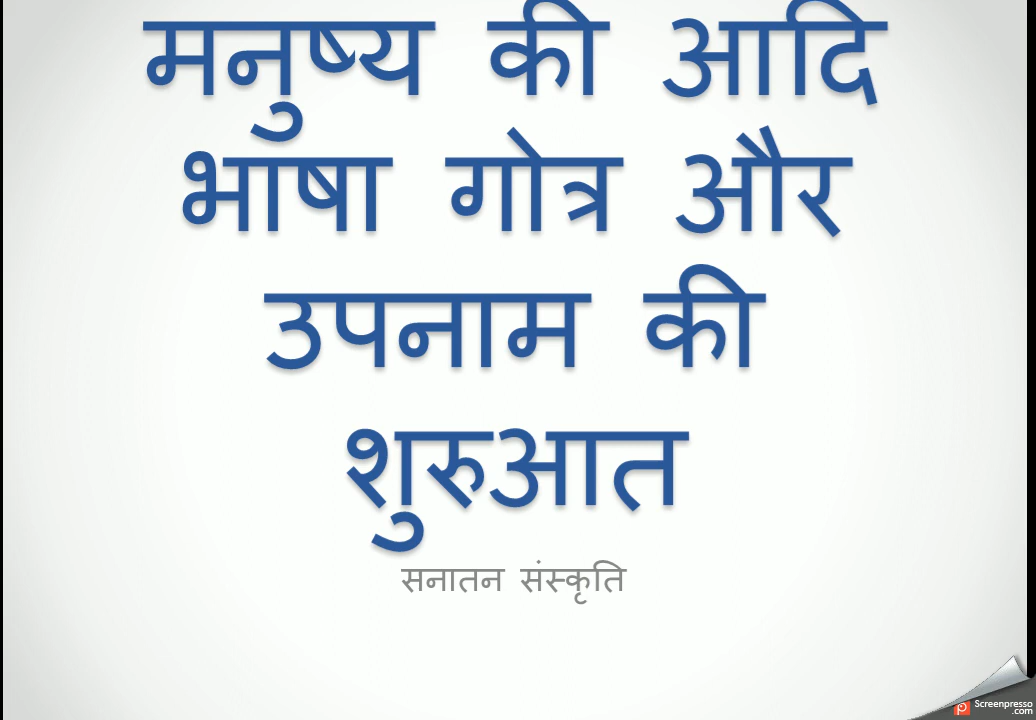 मनुष्य की आदि
भाषा गोत्र और
उपनाम की
शुरुआत
सनातन संस्कृति
Screenpresso
.com